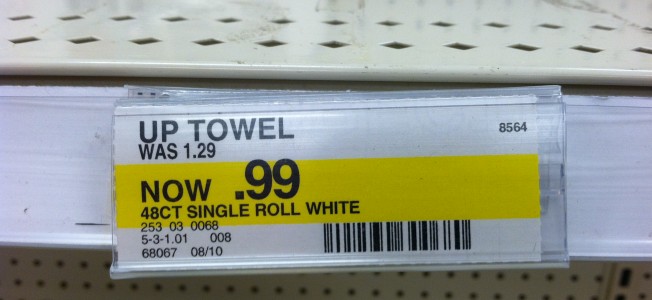 UP TOWEL 8564
WAS 1.29
NOW .99
48CT SINGLE ROLL WHITE
253 03 0068
5-3-1.01 008
68067 08/10